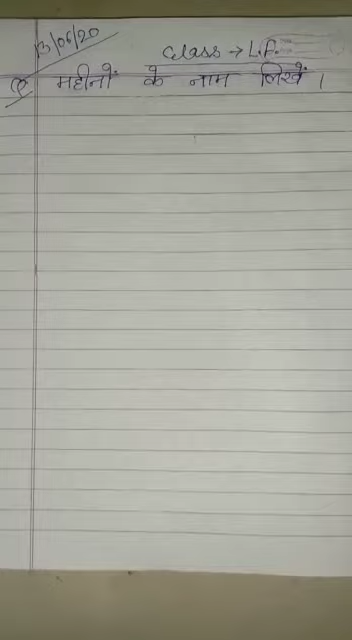 13/06/20
Class → L.P.
Q महीनों के नाम लिखें ।